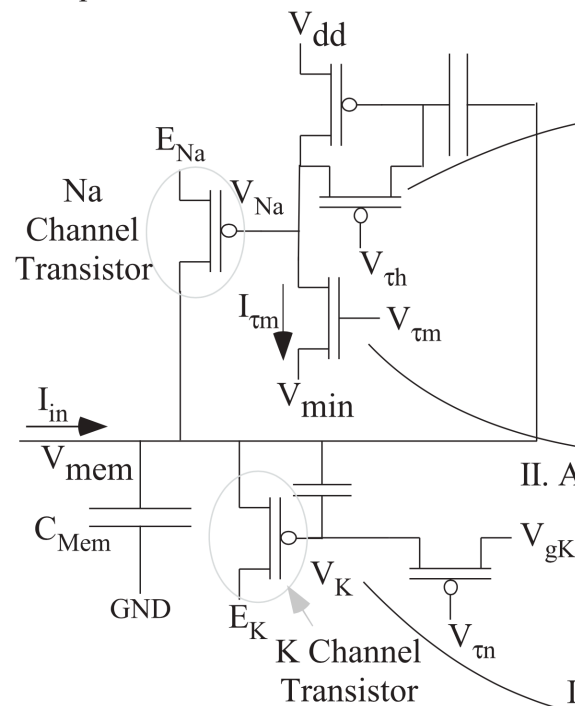 V_dd
E_Na
Na
Channel
Transistor
V_Na
V_τh
I_τm
V_τm
V_min
I_in
V_mem
II. A
C_Mem
V_gK
V_K
GND
E_K
V_τn
K Channel
Transistor